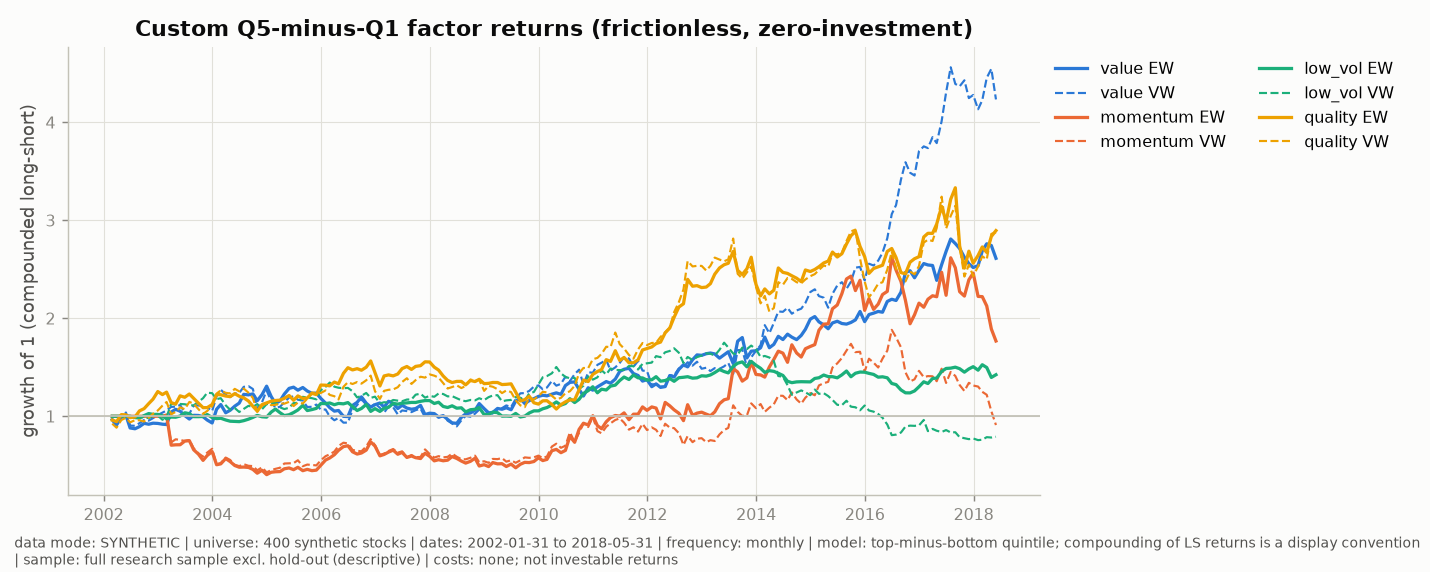 Custom Q5-minus-Q1 factor returns (frictionless, zero-investment)
growth of 1 (compounded long-short)
4
3
2
1
2002 2004 2006 2008 2010 2012 2014 2016 2018
value EW
value VW
momentum EW
momentum VW
low_vol EW
low_vol VW
quality EW
quality VW
data mode: SYNTHETIC | universe: 400 synthetic stocks | dates: 2002-01-31 to 2018-05-31 | frequency: monthly | model: top-minus-bottom quintile; compounding of LS returns is a display convention
| sample: full research sample excl. hold-out (descriptive) | costs: none; not investable returns